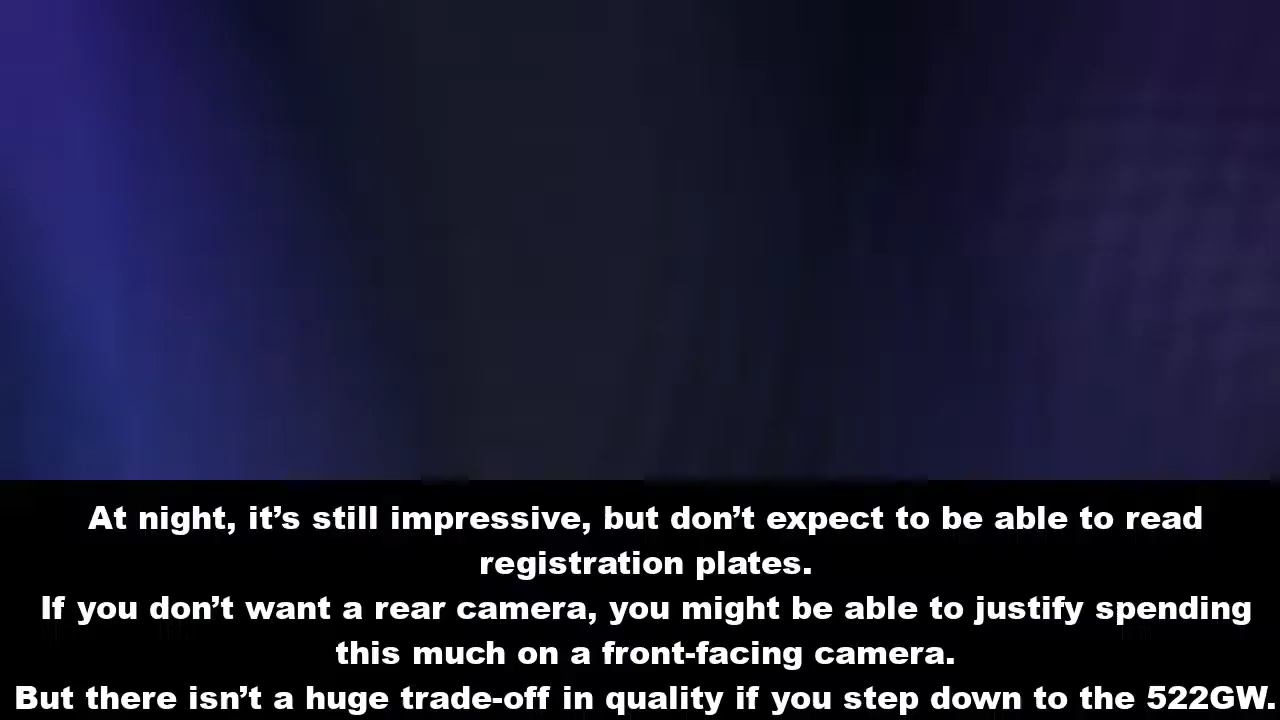 At night, it’s still impressive, but don’t expect to be able to read
registration plates.
If you don’t want a rear camera, you might be able to justify spending
this much on a front-facing camera.
But there isn’t a huge trade-off in quality if you step down to the 522GW.